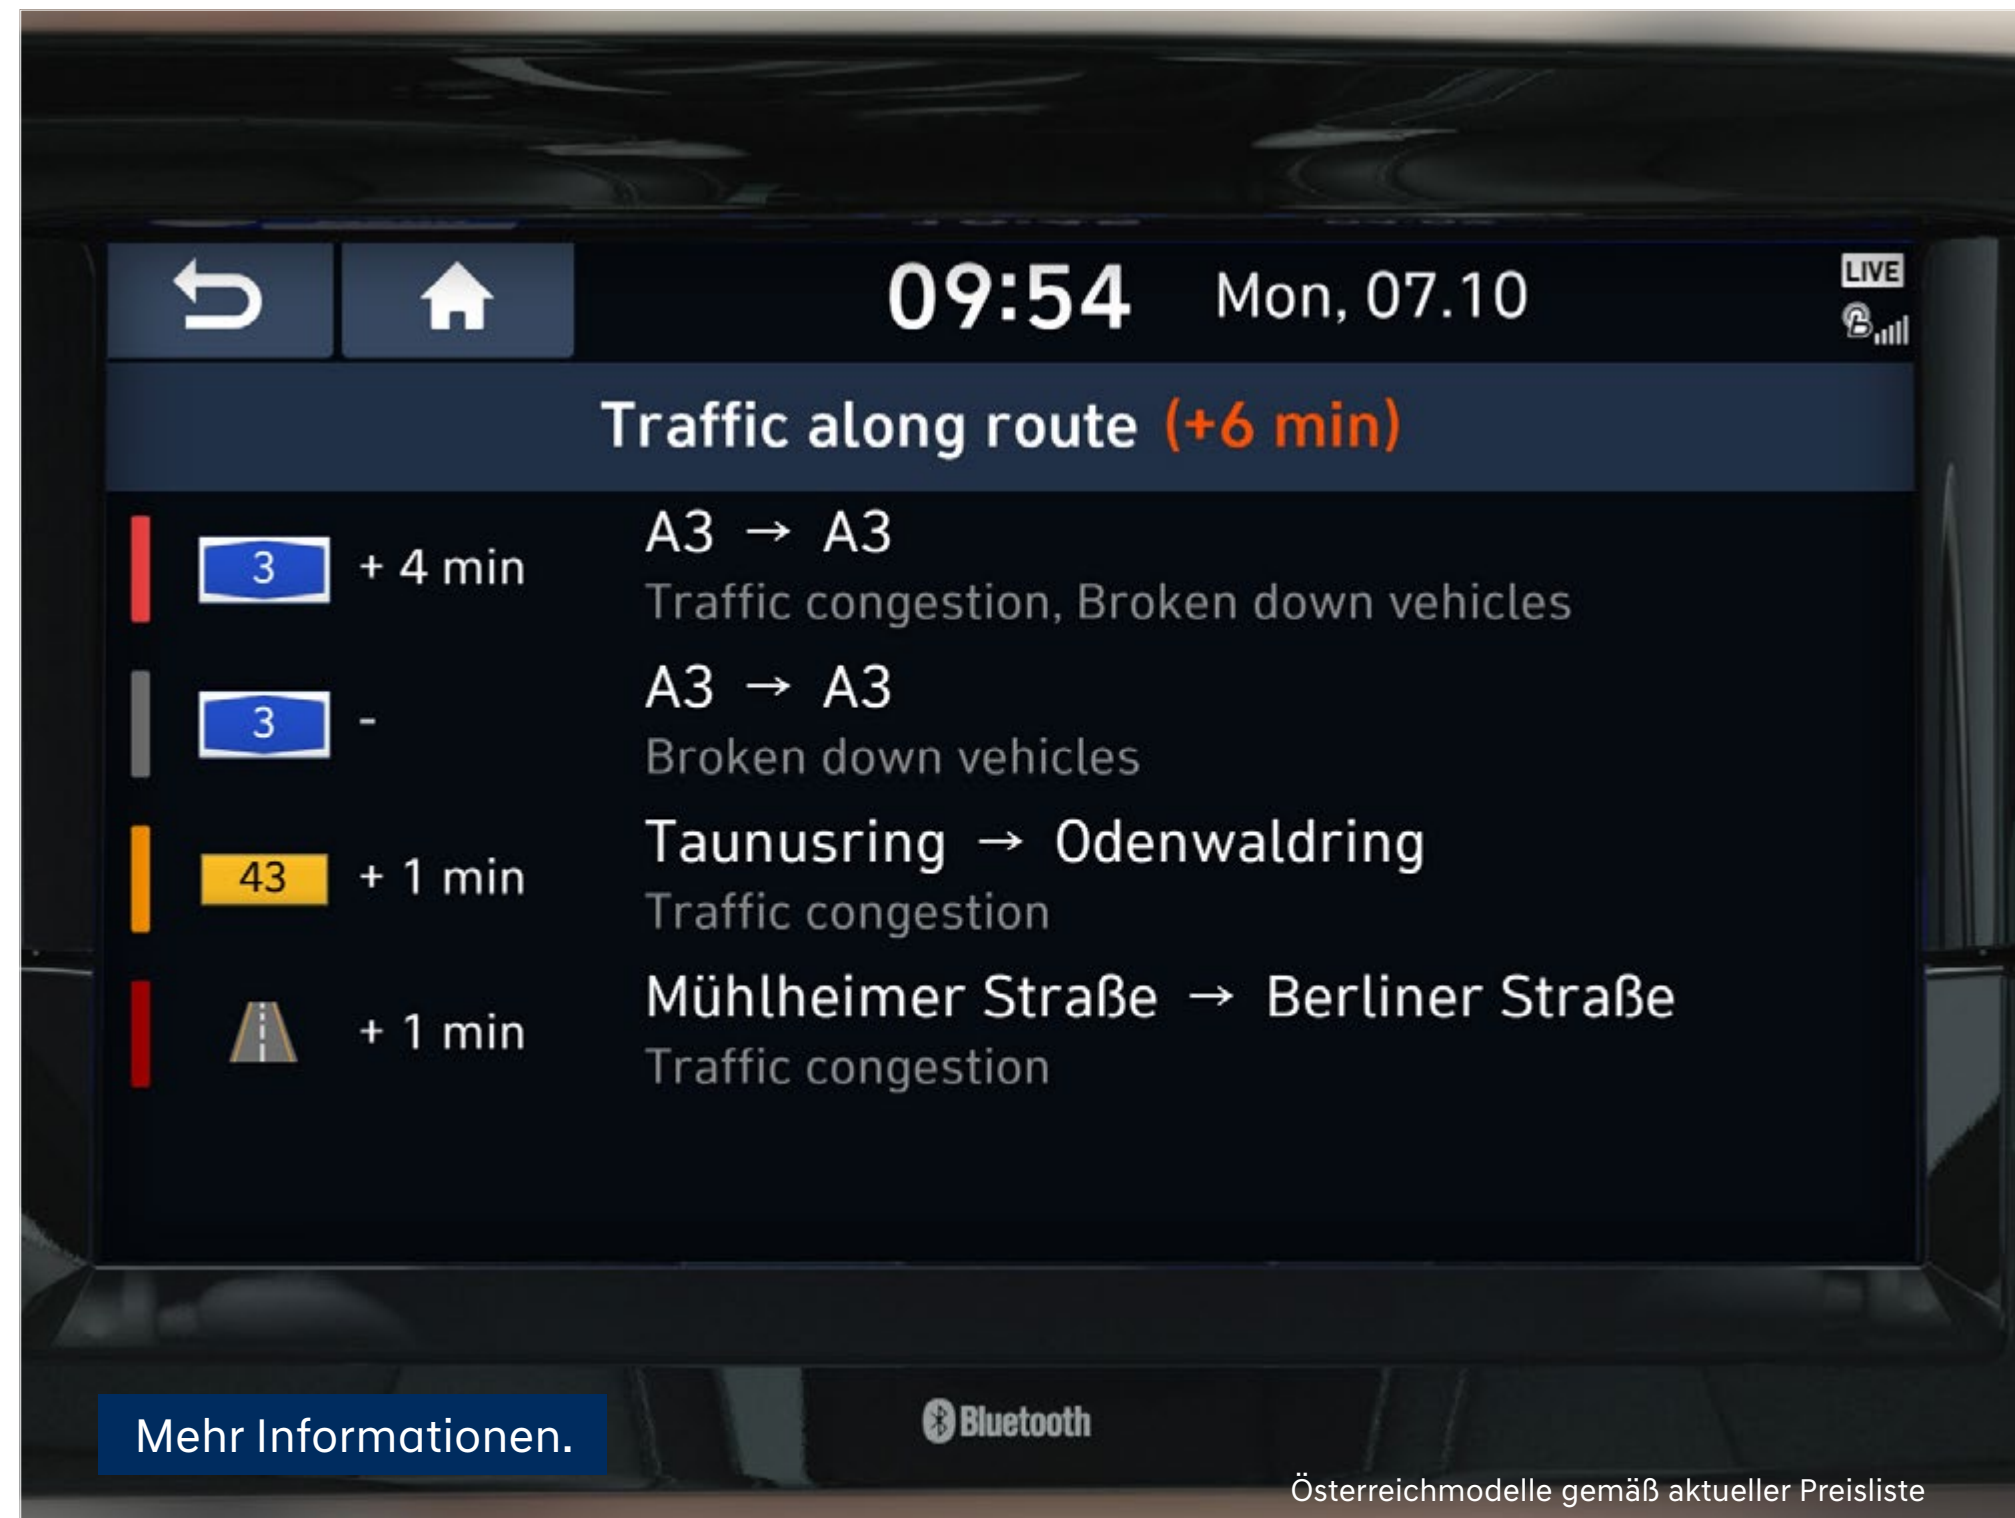 09:54 Mon, 07.10 LIVE
Traffic along route (+6 min)
3 + 4 min A3 → A3
Traffic congestion, Broken down vehicles
3 - A3 → A3
Broken down vehicles
43 + 1 min Taunusring → Odenwaldring
Traffic congestion
+ 1 min Mühlheimer Straße → Berliner Straße
Traffic congestion
Bluetooth
Mehr Informationen.
Österreichmodelle gemäß aktueller Preisliste